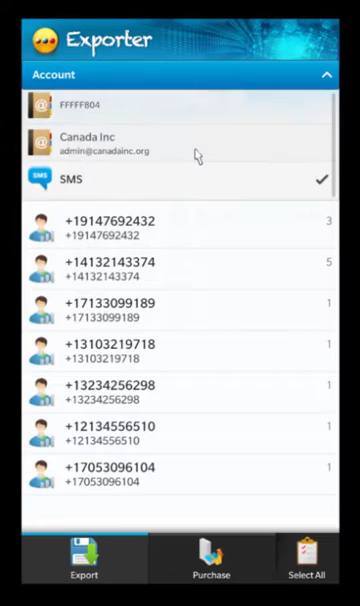 Exporter
Account
FFFFF804
Canada Inc
admin@canadainc.org
SMS
SMS
+19147692432
3
+19147692432
+14132143374
5
+14132143374
+17133099189
1
+17133099189
+13103219718
1
+13103219718
+13234256298
1
+13234256298
+12134556510
1
+12134556510
+17053096104
1
+17053096104
Export
Purchase
Select All